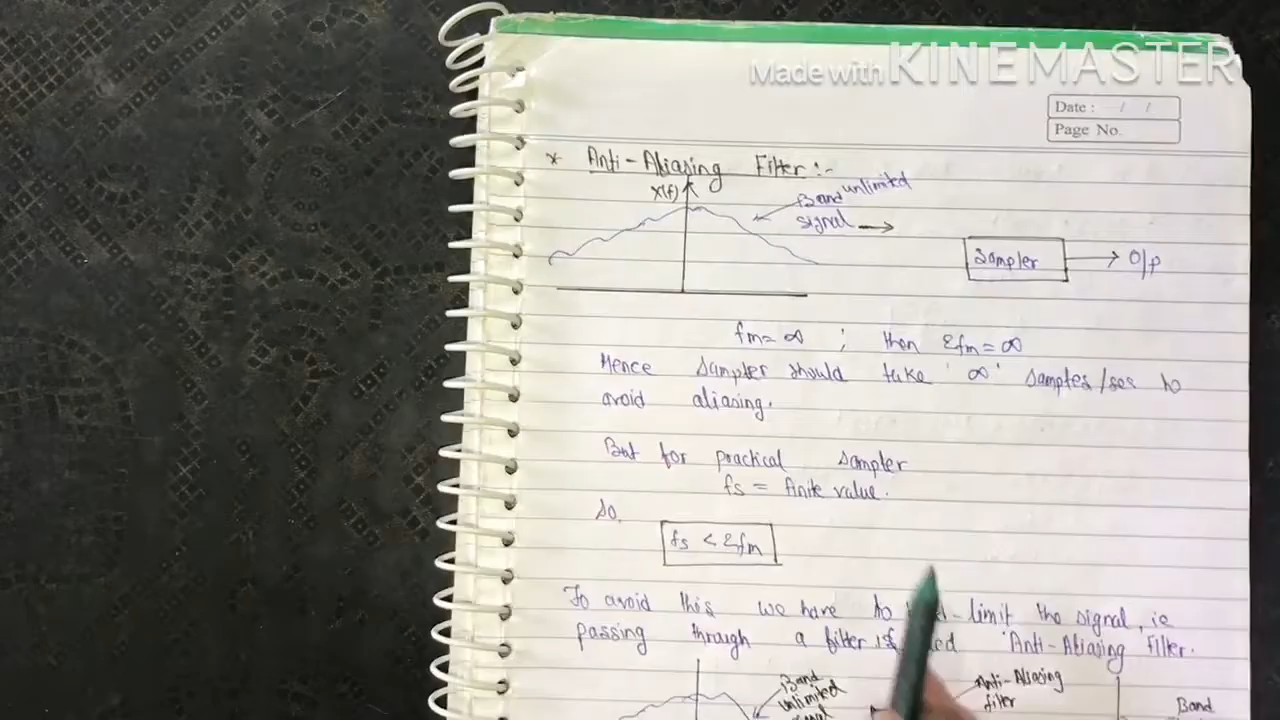 Made with KINEMASTER
Date : / /
Page No.
* Anti-Aliasing Filter :-
X(f)
Band unlimited
signal
Sampler
O/p
fm = ∞ ; then 2fm = ∞
Hence sampler should take '∞' samples/sec to
avoid aliasing.
But for practical sampler
fs = finite value.
So,
fs < 2fm
To avoid this we have to limit the signal, ie
passing through a filter is Anti-Aliasing Filter.
Band
unlimited
signal
Anti-Aliasing
filter
Band